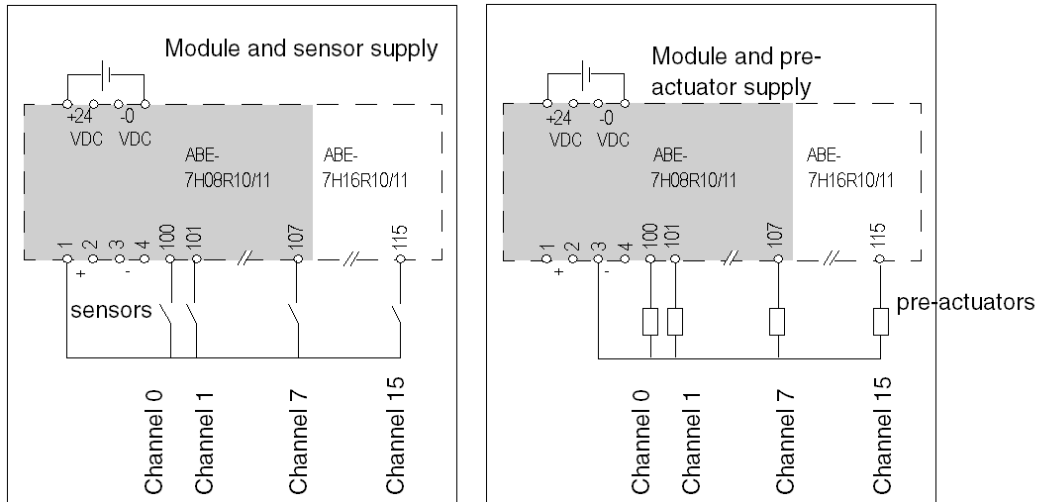 Module and sensor supply
+24 -0
VDC VDC
ABE-
7H08R10/11
ABE-
7H16R10/11
1 2 3 4 100 101 107 115
+ -
sensors
Channel 0
Channel 1
Channel 7
Channel 15
Module and pre-
actuator supply
+24 -0
VDC VDC
ABE-
7H08R10/11
ABE-
7H16R10/11
1 2 3 4 100 101 107 115
+ -
pre-actuators
Channel 0
Channel 1
Channel 7
Channel 15